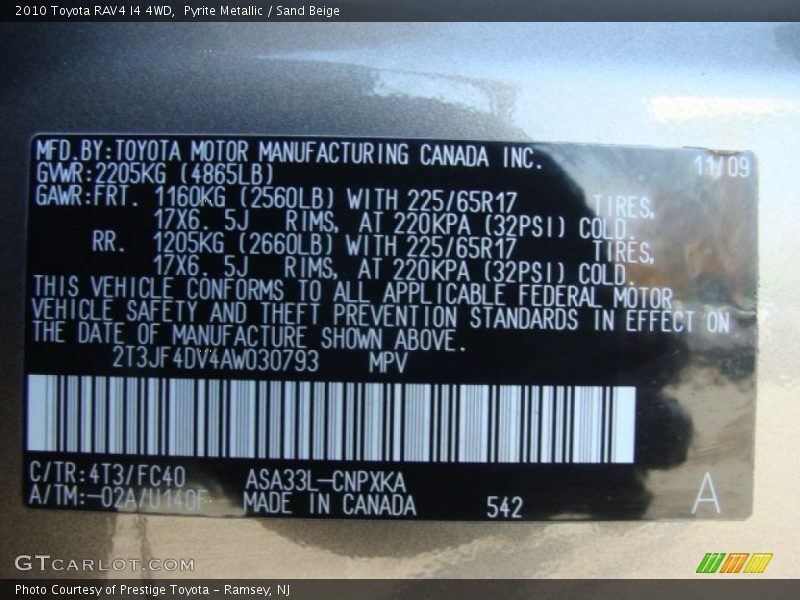 2010 Toyota RAV4 I4 4WD,  Pyrite Metallic / Sand Beige
MFD.BY:TOYOTA MOTOR MANUFACTURING CANADA INC.
11/09
GVWR:2205KG (4865LB)
GAWR:FRT. 1160KG (2560LB) WITH 225/65R17 TIRES,
17X6. 5J RIMS, AT 220KPA (32PSI) COLD.
RR. 1205KG (2660LB) WITH 225/65R17 TIRES,
17X6. 5J RIMS, AT 220KPA (32PSI) COLD.
THIS VEHICLE CONFORMS TO ALL APPLICABLE FEDERAL MOTOR
VEHICLE SAFETY AND THEFT PREVENTION STANDARDS IN EFFECT ON
THE DATE OF MANUFACTURE SHOWN ABOVE.
2T3JF4DV4AW030793 MPV
C/TR:4T3/FC40 ASA33L-CNPXKA
A/TM:-02A/U140F MADE IN CANADA 542 A
GTCARLOT.COM
Photo Courtesy of Prestige Toyota - Ramsey, NJ